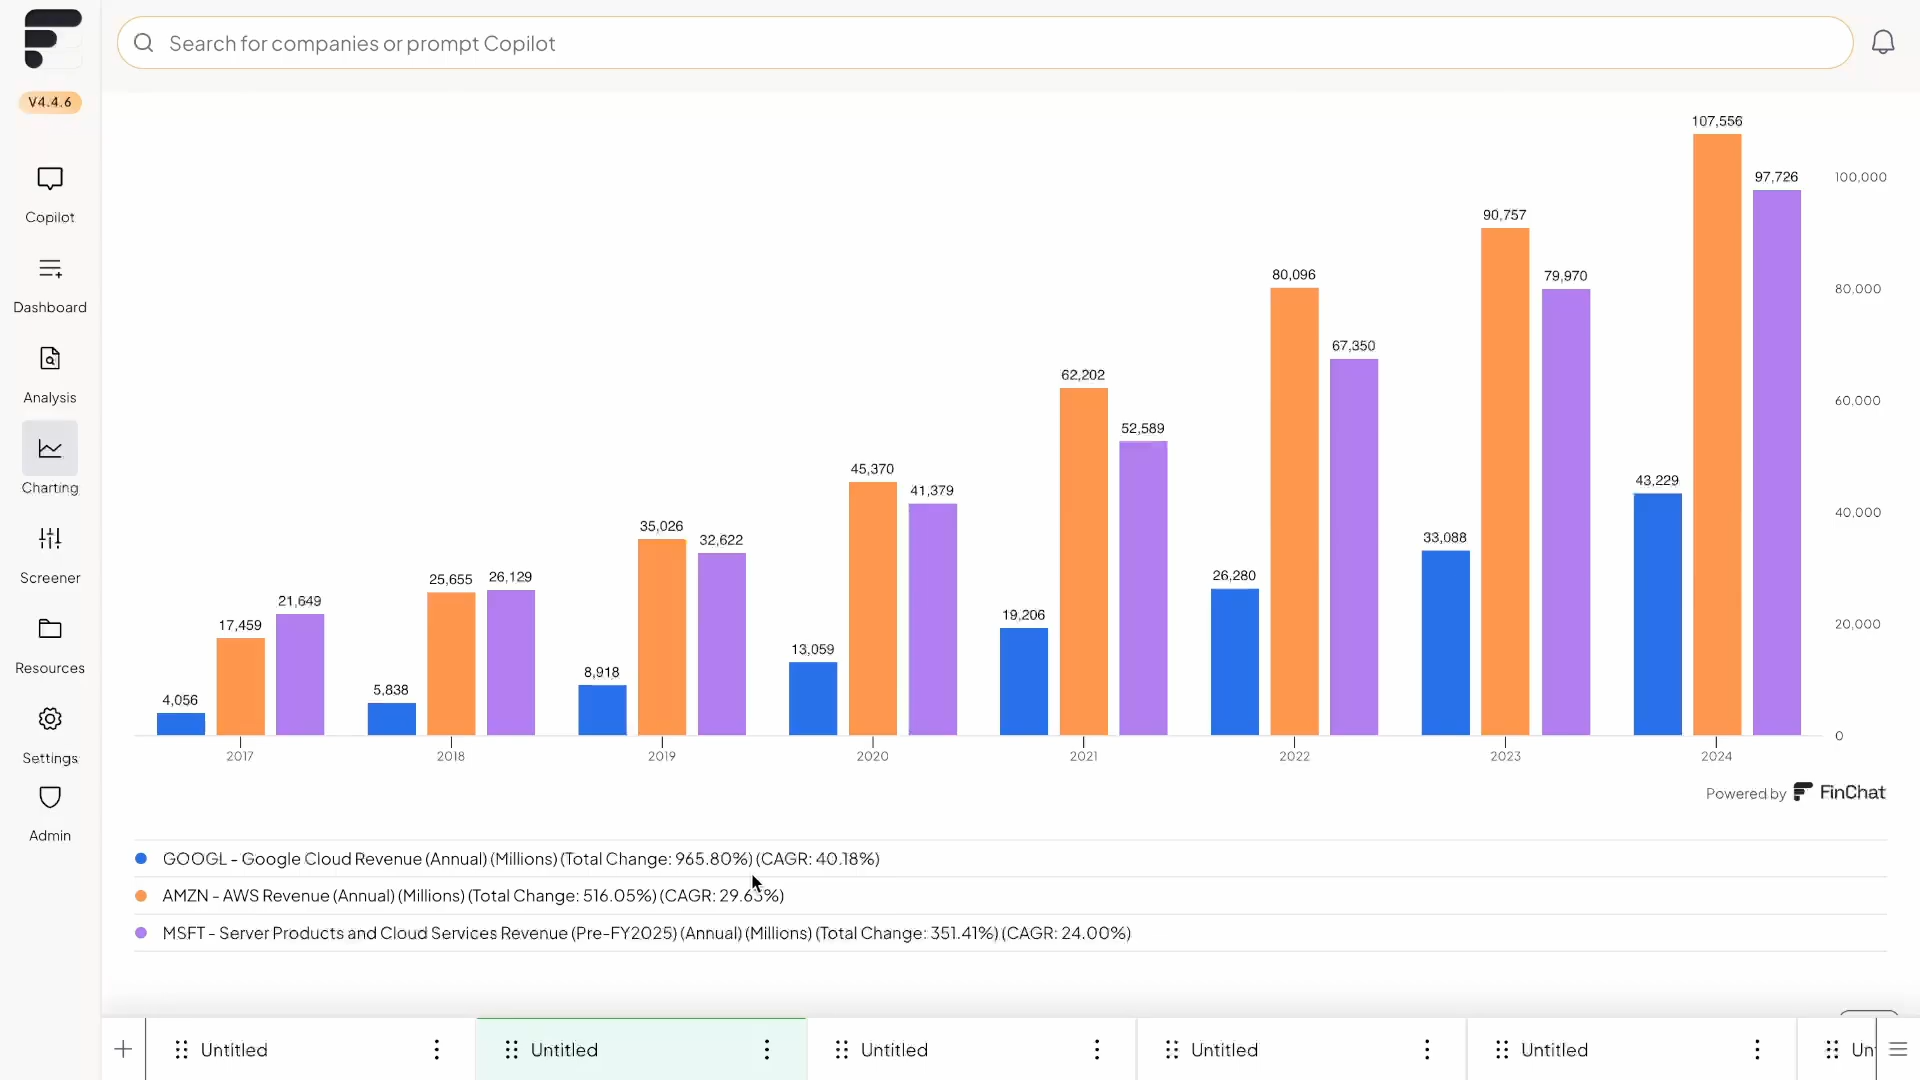 Search for companies or prompt Copilot
V4.4.6
Copilot
Dashboard
Analysis
Charting
Screener
Resources
Settings
Admin
107,556
97,726
100,000
90,757
80,096
79,970
80,000
67,350
62,202
60,000
52,589
45,370
41,379
43,229
40,000
35,026
32,622
33,088
25,655
26,129
26,280
21,649
17,459
19,206
20,000
13,059
8,918
5,838
4,056
0
2017
2018
2019
2020
2021
2022
2023
2024
Powered by FinChat
GOOGL - Google Cloud Revenue (Annual) (Millions) (Total Change: 965.80%) (CAGR: 40.18%)
AMZN - AWS Revenue (Annual) (Millions) (Total Change: 516.05%) (CAGR: 29.63%)
MSFT - Server Products and Cloud Services Revenue (Pre-FY2025) (Annual) (Millions) (Total Change: 351.41%) (CAGR: 24.00%)
Untitled
Untitled
Untitled
Untitled
Untitled
Un